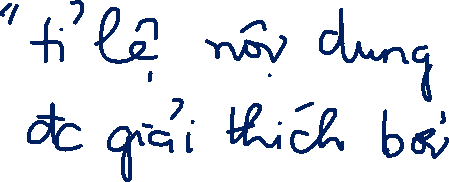 "tỉ lệ nội dung
đc giải thích bởi